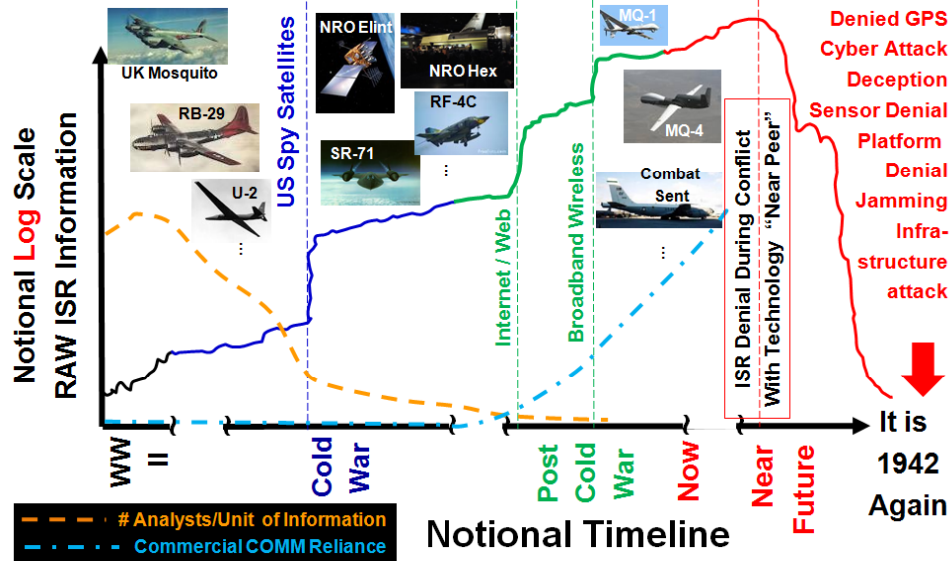 UK Mosquito
RB-29
U-2
...
NRO Elint
NRO Hex
RF-4C
SR-71
...
MQ-1
MQ-4
Combat
Sent
...
Denied GPS
Cyber Attack
Deception
Sensor Denial
Platform
Denial
Jamming
Infra-
structure
attack
It is
1942
Again
Notional Log Scale
RAW ISR Information
US Spy Satellites
Internet / Web
Broadband Wireless
ISR Denial During Conflict
With Technology “Near Peer”
WW
II
Cold
War
Post
Cold
War
Now
Near
Future
# Analysts/Unit of Information
Commercial COMM Reliance
Notional Timeline